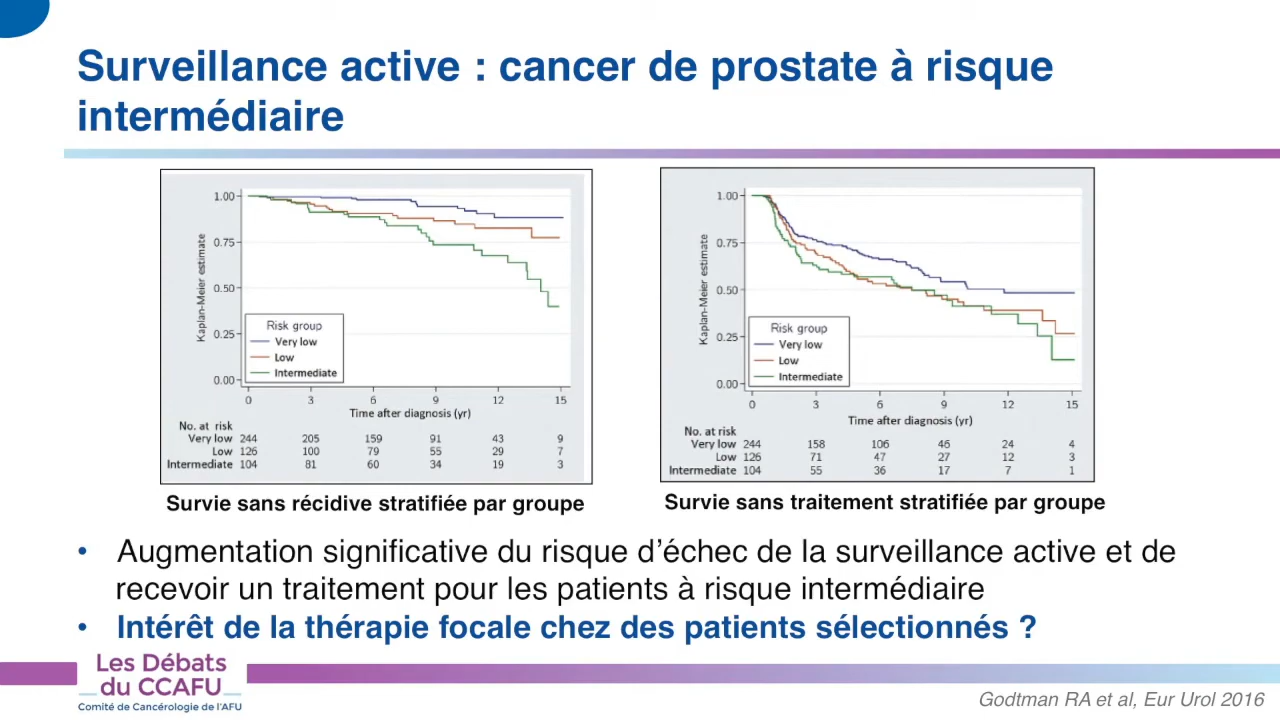 Surveillance active : cancer de prostate à risque
intermédiaire
1.00
0.75
0.50
0.25
0.00
Kaplan-Meier estimate
Risk group
Very low
Low
Intermediate
0 3 6 9 12 15
Time after diagnosis (yr)
No. at risk
Very low 244 205 159 91 43 9
Low 126 100 79 55 29 7
Intermediate 104 81 60 34 19 3
Survie sans récidive stratifiée par groupe
1.00
0.75
0.50
0.25
0.00
Kaplan-Meier estimate
Risk group
Very low
Low
Intermediate
0 3 6 9 12 15
Time after diagnosis (yr)
No. at risk
Very low 244 158 106 46 24 4
Low 126 71 47 27 12 3
Intermediate 104 55 36 17 7 1
Survie sans traitement stratifiée par groupe
• Augmentation significative du risque d’échec de la surveillance active et de
recevoir un traitement pour les patients à risque intermédiaire
• Intérêt de la thérapie focale chez des patients sélectionnés ?
Les Débats
du CCAFU
Comité de Cancérologie de l'AFU
Godtman RA et al, Eur Urol 2016